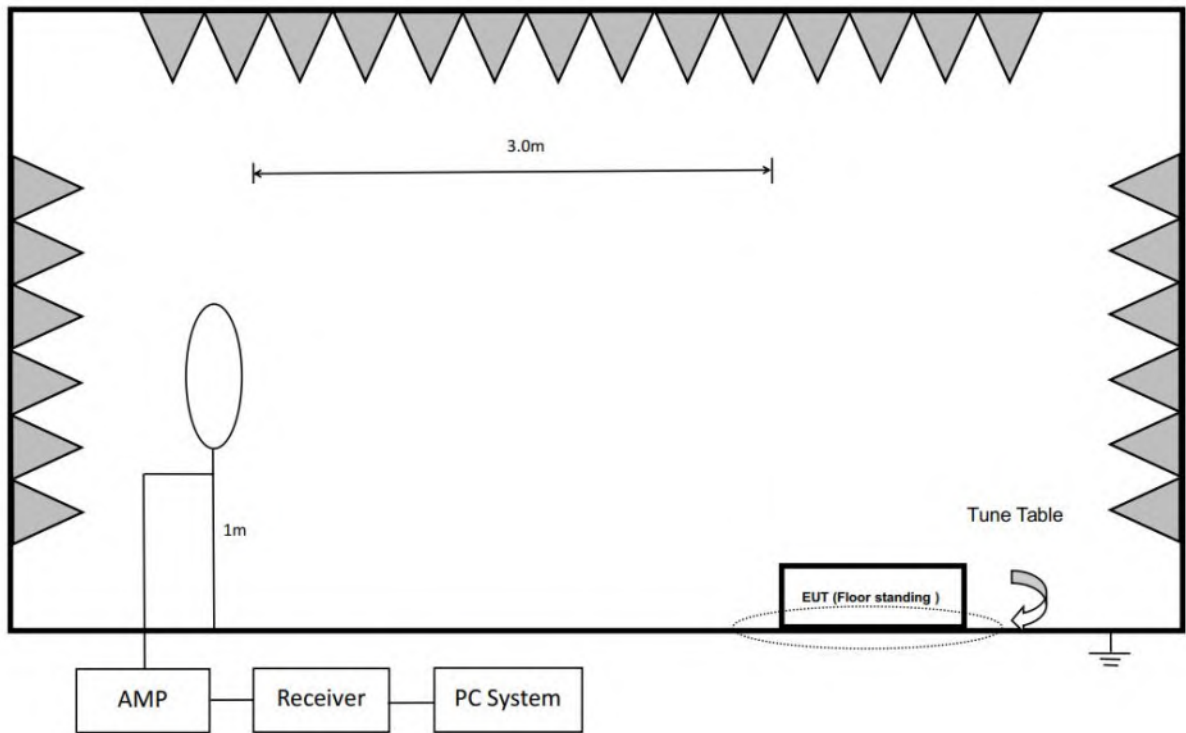 3.0m
1m
Tune Table
EUT (Floor standing )
AMP
Receiver
PC System